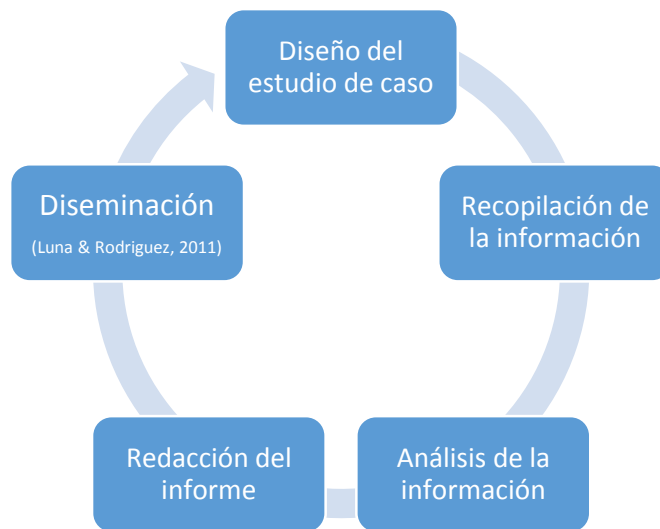 Diseño del
estudio de caso
Recopilación de
la información
Análisis de la
información
Redacción del
informe
Diseminación
(Luna & Rodriguez, 2011)